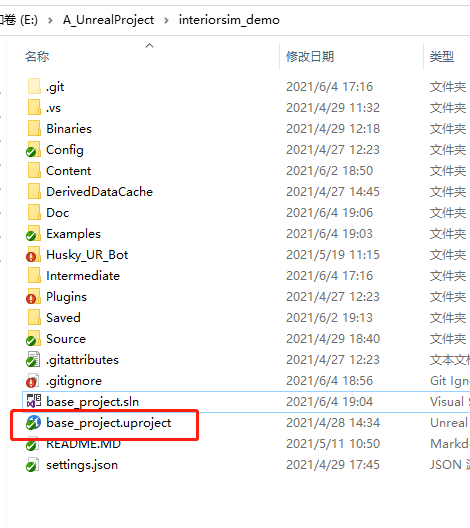 卷 (E:) > A_UnrealProject > interiorsim_demo
名称 修改日期 类型
.git 2021/6/4 17:16 文件夹
.vs 2021/4/29 11:32 文件夹
Binaries 2021/4/29 12:18 文件夹
Config 2021/4/27 12:23 文件夹
Content 2021/6/2 18:50 文件夹
DerivedDataCache 2021/4/27 14:45 文件夹
Doc 2021/6/4 19:06 文件夹
Examples 2021/6/4 19:03 文件夹
Husky_UR_Bot 2021/5/19 11:15 文件夹
Intermediate 2021/6/4 17:16 文件夹
Plugins 2021/4/27 12:23 文件夹
Saved 2021/6/2 19:13 文件夹
Source 2021/4/29 18:40 文件夹
.gitattributes 2021/4/27 12:23 文本文
.gitignore 2021/6/4 18:56 Git Ign
base_project.sln 2021/6/4 19:04 Visual S
base_project.uproject 2021/4/28 14:34 Unreal
README.MD 2021/5/11 10:50 Markd
settings.json 2021/4/29 17:45 JSON